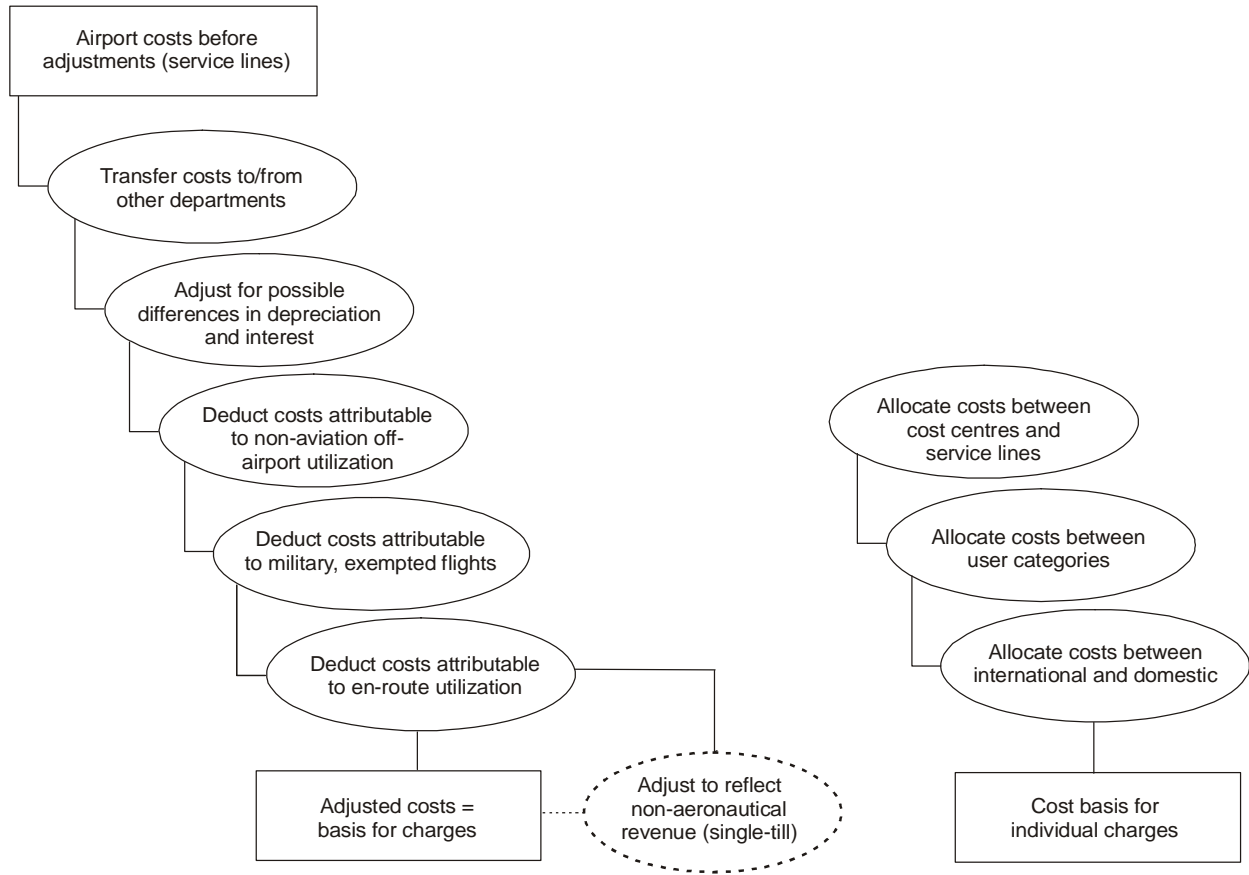 Airport costs before
adjustments (service lines)
Transfer costs to/from
other departments
Adjust for possible
differences in depreciation
and interest
Deduct costs attributable
to non-aviation off-
airport utilization
Deduct costs attributable
to military, exempted flights
Deduct costs attributable
to en-route utilization
Adjusted costs =
basis for charges
Adjust to reflect
non-aeronautical
revenue (single-till)
Allocate costs between
cost centres and
service lines
Allocate costs between
user categories
Allocate costs between
international and domestic
Cost basis for
individual charges